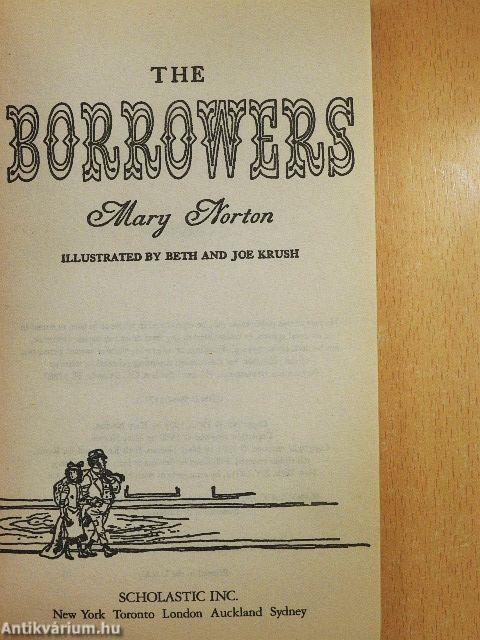 THE
BORROWERS
Mary Norton
ILLUSTRATED BY BETH AND JOE KRUSH
SCHOLASTIC INC.
New York Toronto London Auckland Sydney
Antikvárium.hu